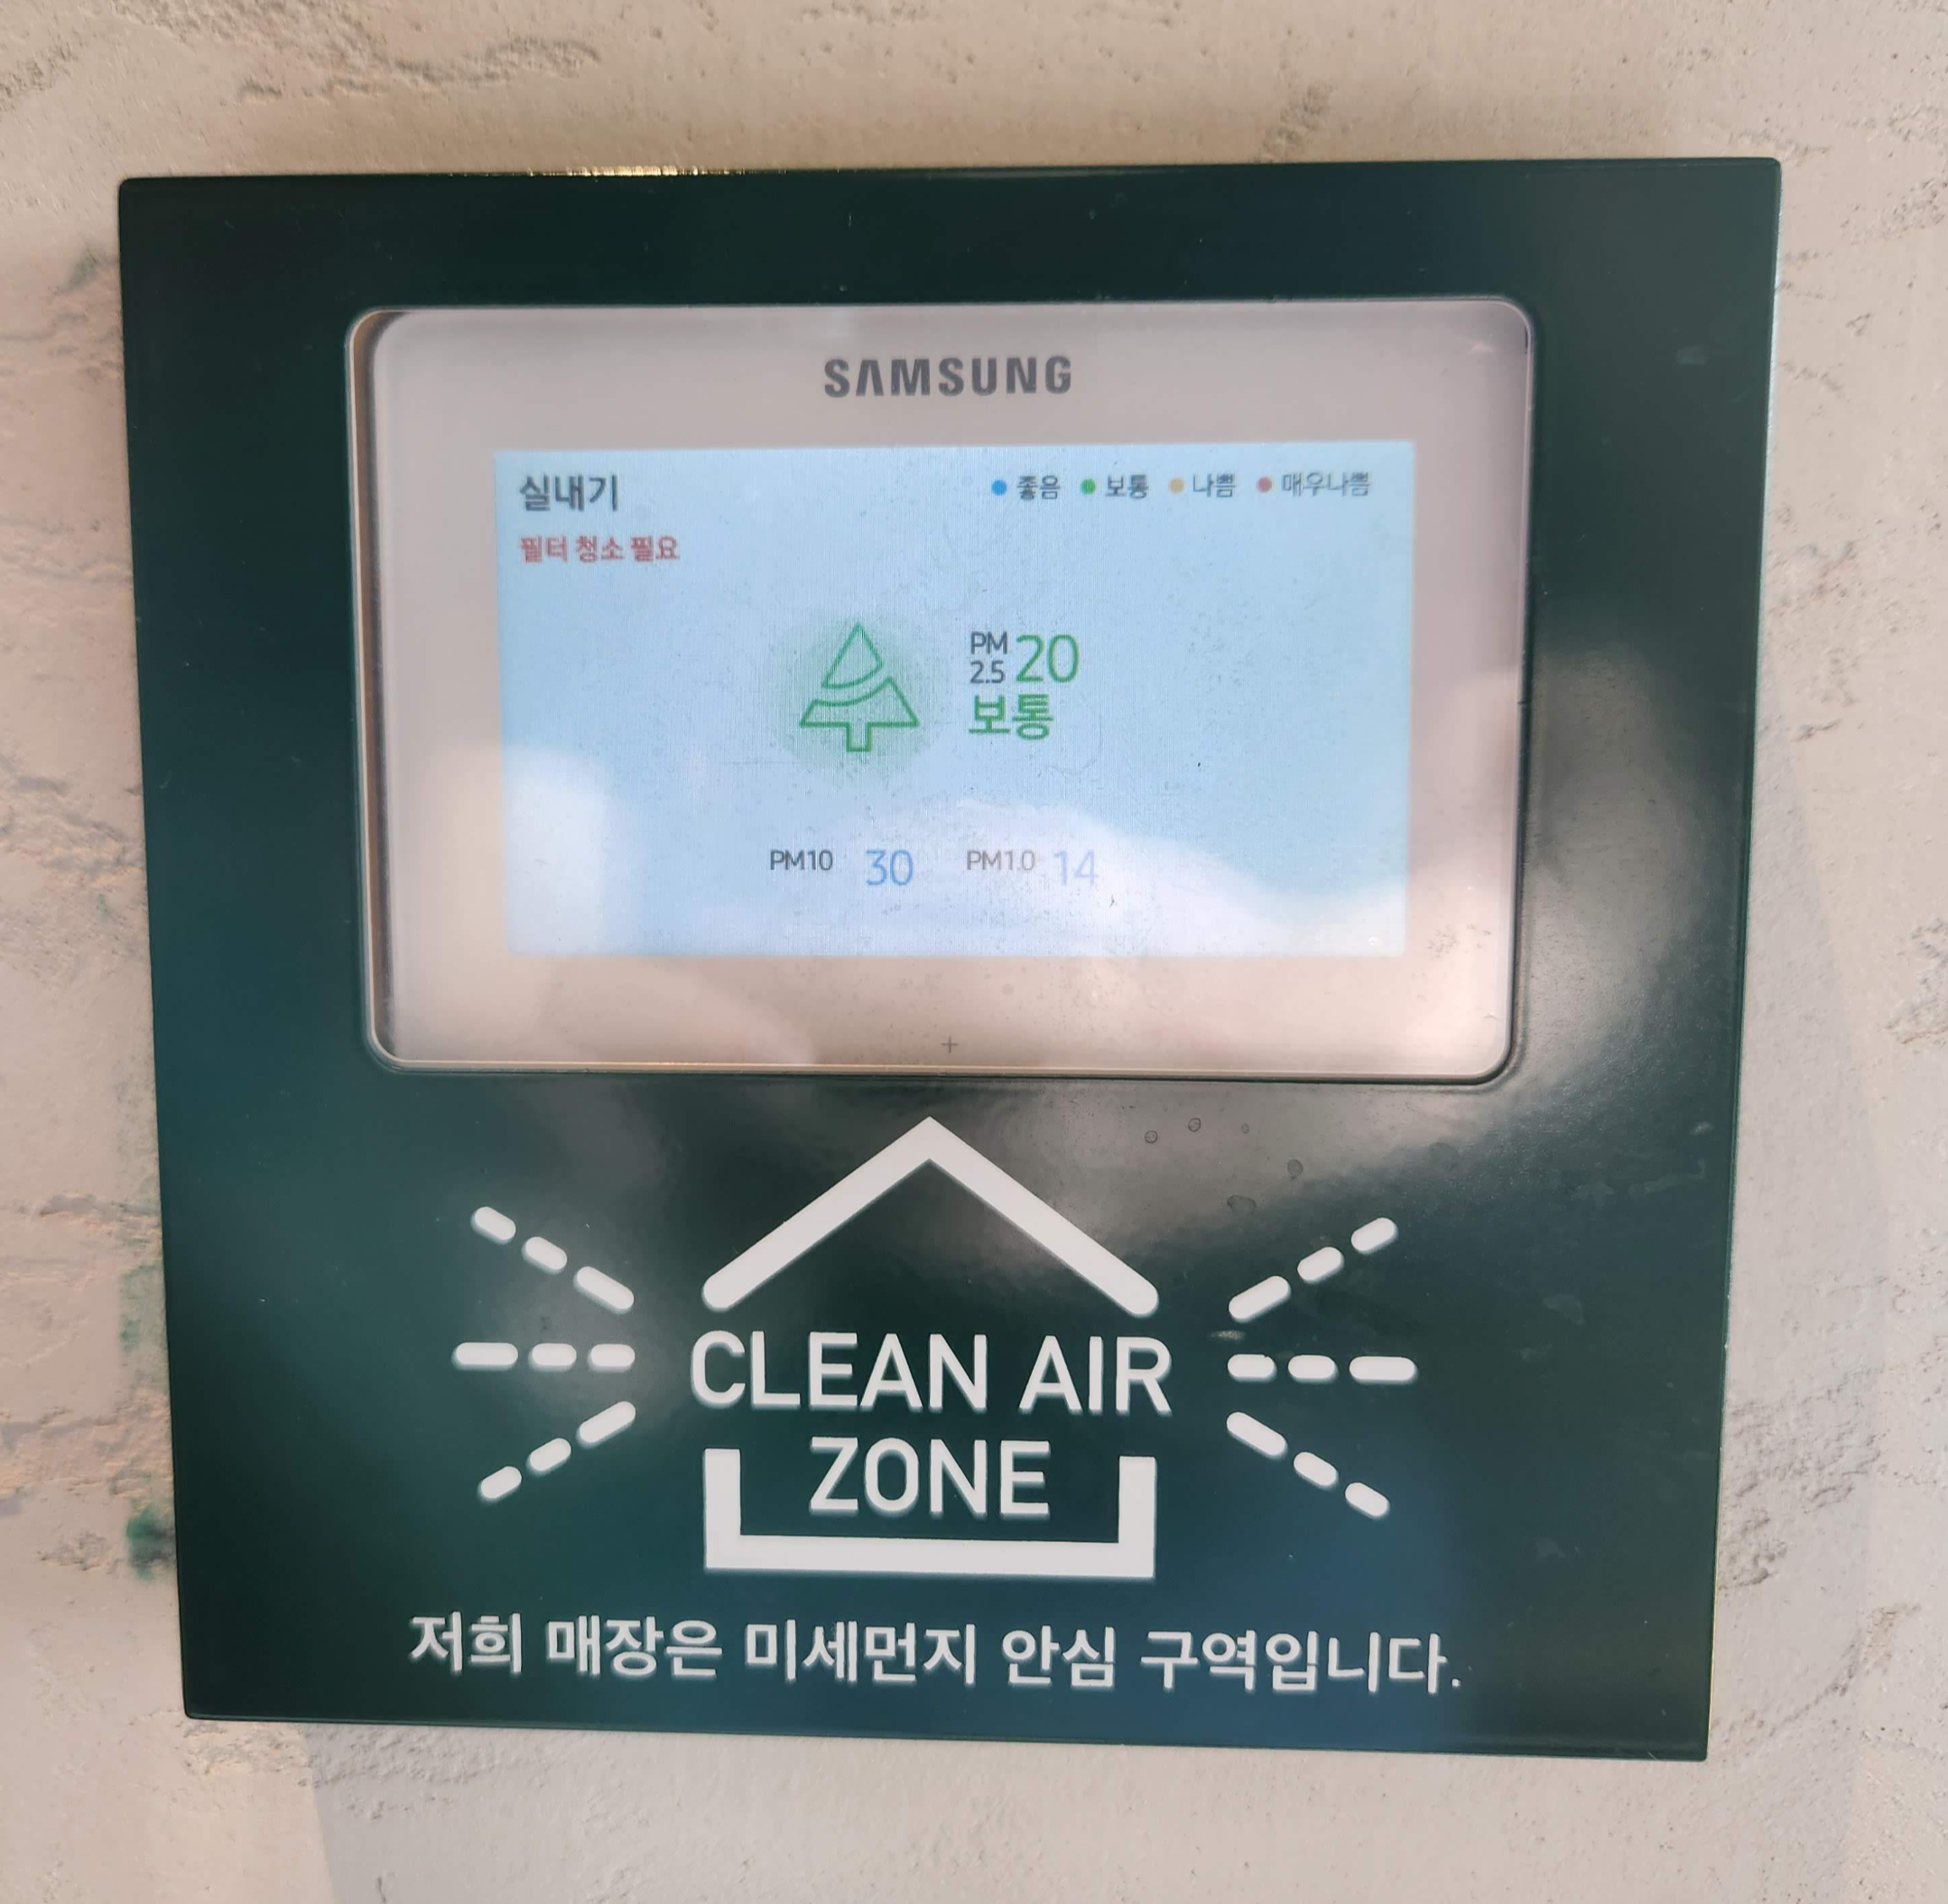 SAMSUNG
실내기
좋음 보통 나쁨 매우나쁨
필터 청소 필요
PM 2.5 20
보통
PM10 30 PM1.0 14
CLEAN AIR
ZONE
저희 매장은 미세먼지 안심 구역입니다.